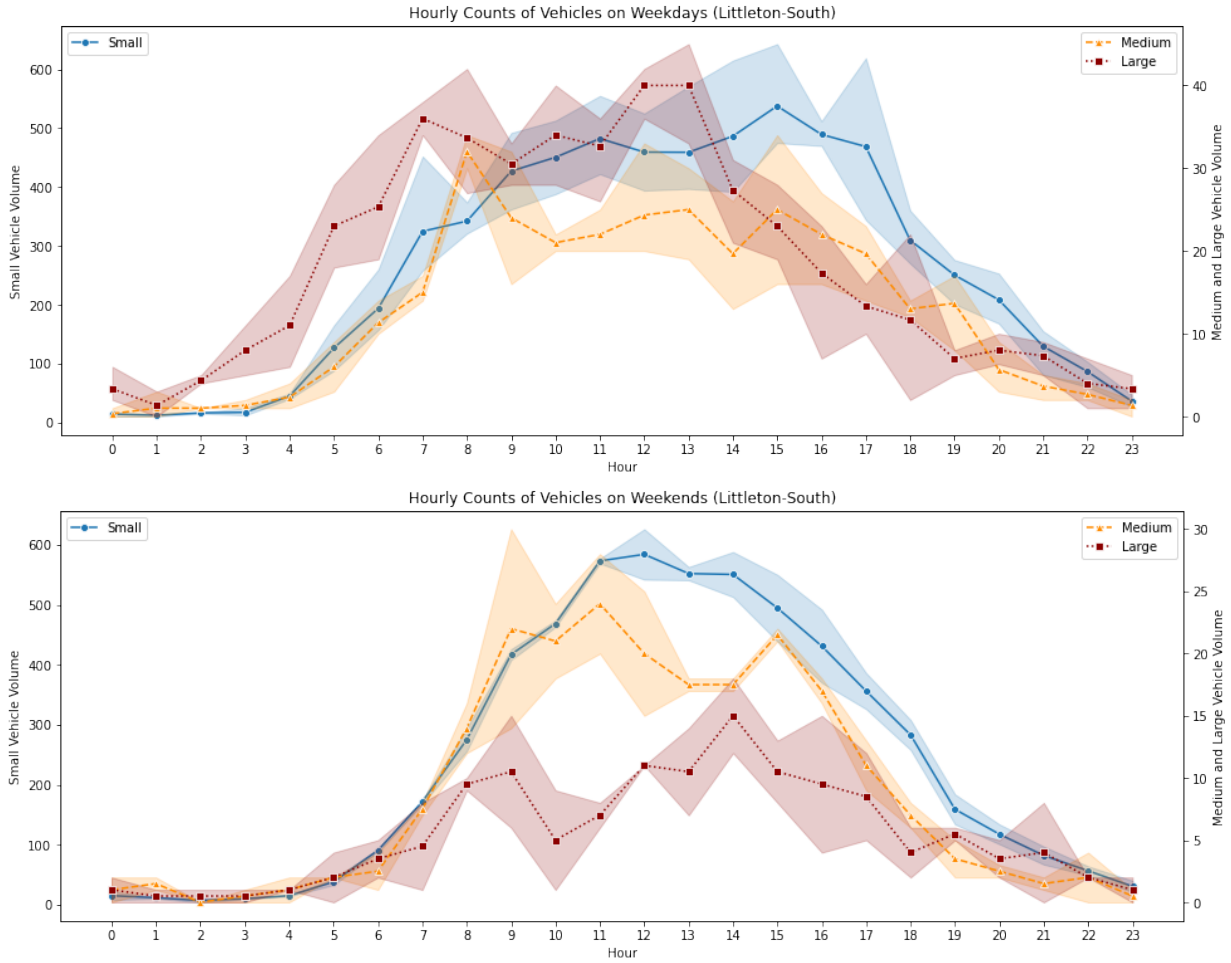 Hourly Counts of Vehicles on Weekdays (Littleton-South)
Small
Medium
Large
600
500
400
300
200
100
0
Small Vehicle Volume
40
30
20
10
0
Medium and Large Vehicle Volume
0 1 2 3 4 5 6 7 8 9 10 11 12 13 14 15 16 17 18 19 20 21 22 23
Hour
Hourly Counts of Vehicles on Weekends (Littleton-South)
Small
Medium
Large
600
500
400
300
200
100
0
Small Vehicle Volume
30
25
20
15
10
5
0
Medium and Large Vehicle Volume
0 1 2 3 4 5 6 7 8 9 10 11 12 13 14 15 16 17 18 19 20 21 22 23
Hour